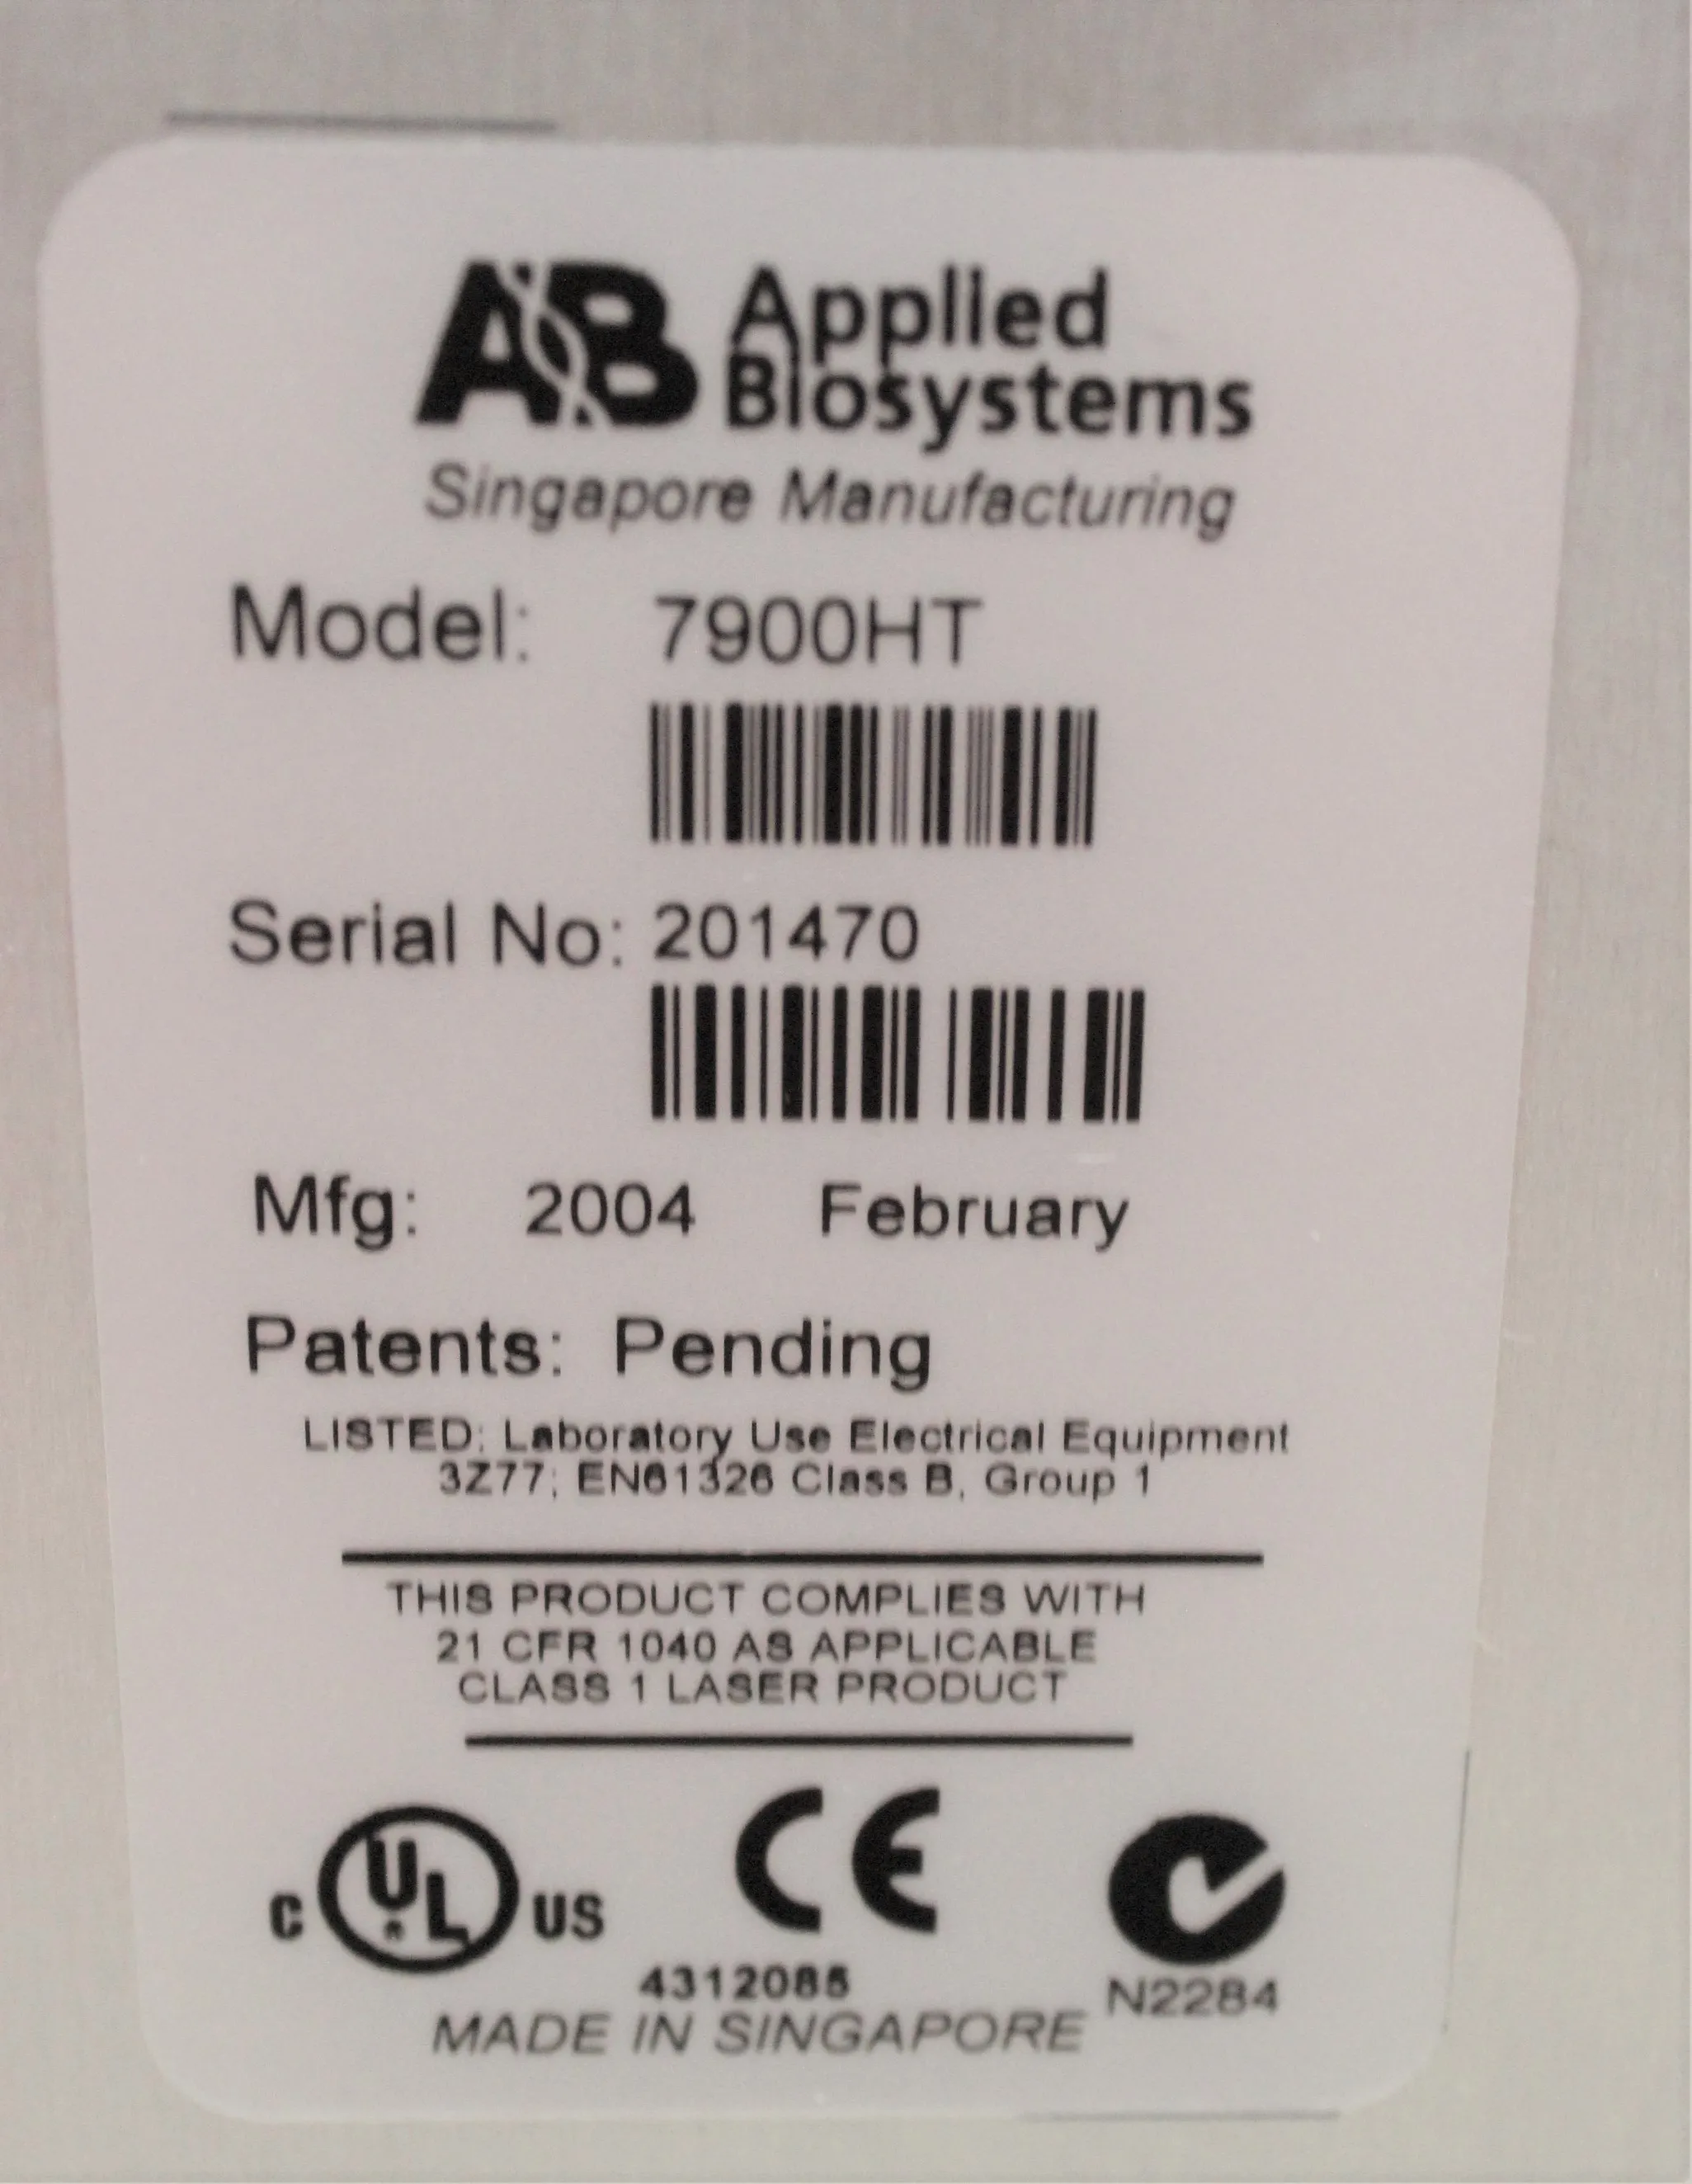 AB Applied
Biosystems
Singapore Manufacturing
Model: 7900HT
Serial No: 201470
Mfg: 2004 February
Patents: Pending
LISTED: Laboratory Use Electrical Equipment
3Z77; EN61326 Class B, Group 1
THIS PRODUCT COMPLIES WITH
21 CFR 1040 AS APPLICABLE
CLASS 1 LASER PRODUCT
C UL US CE
N2284
MADE IN SINGAPORE